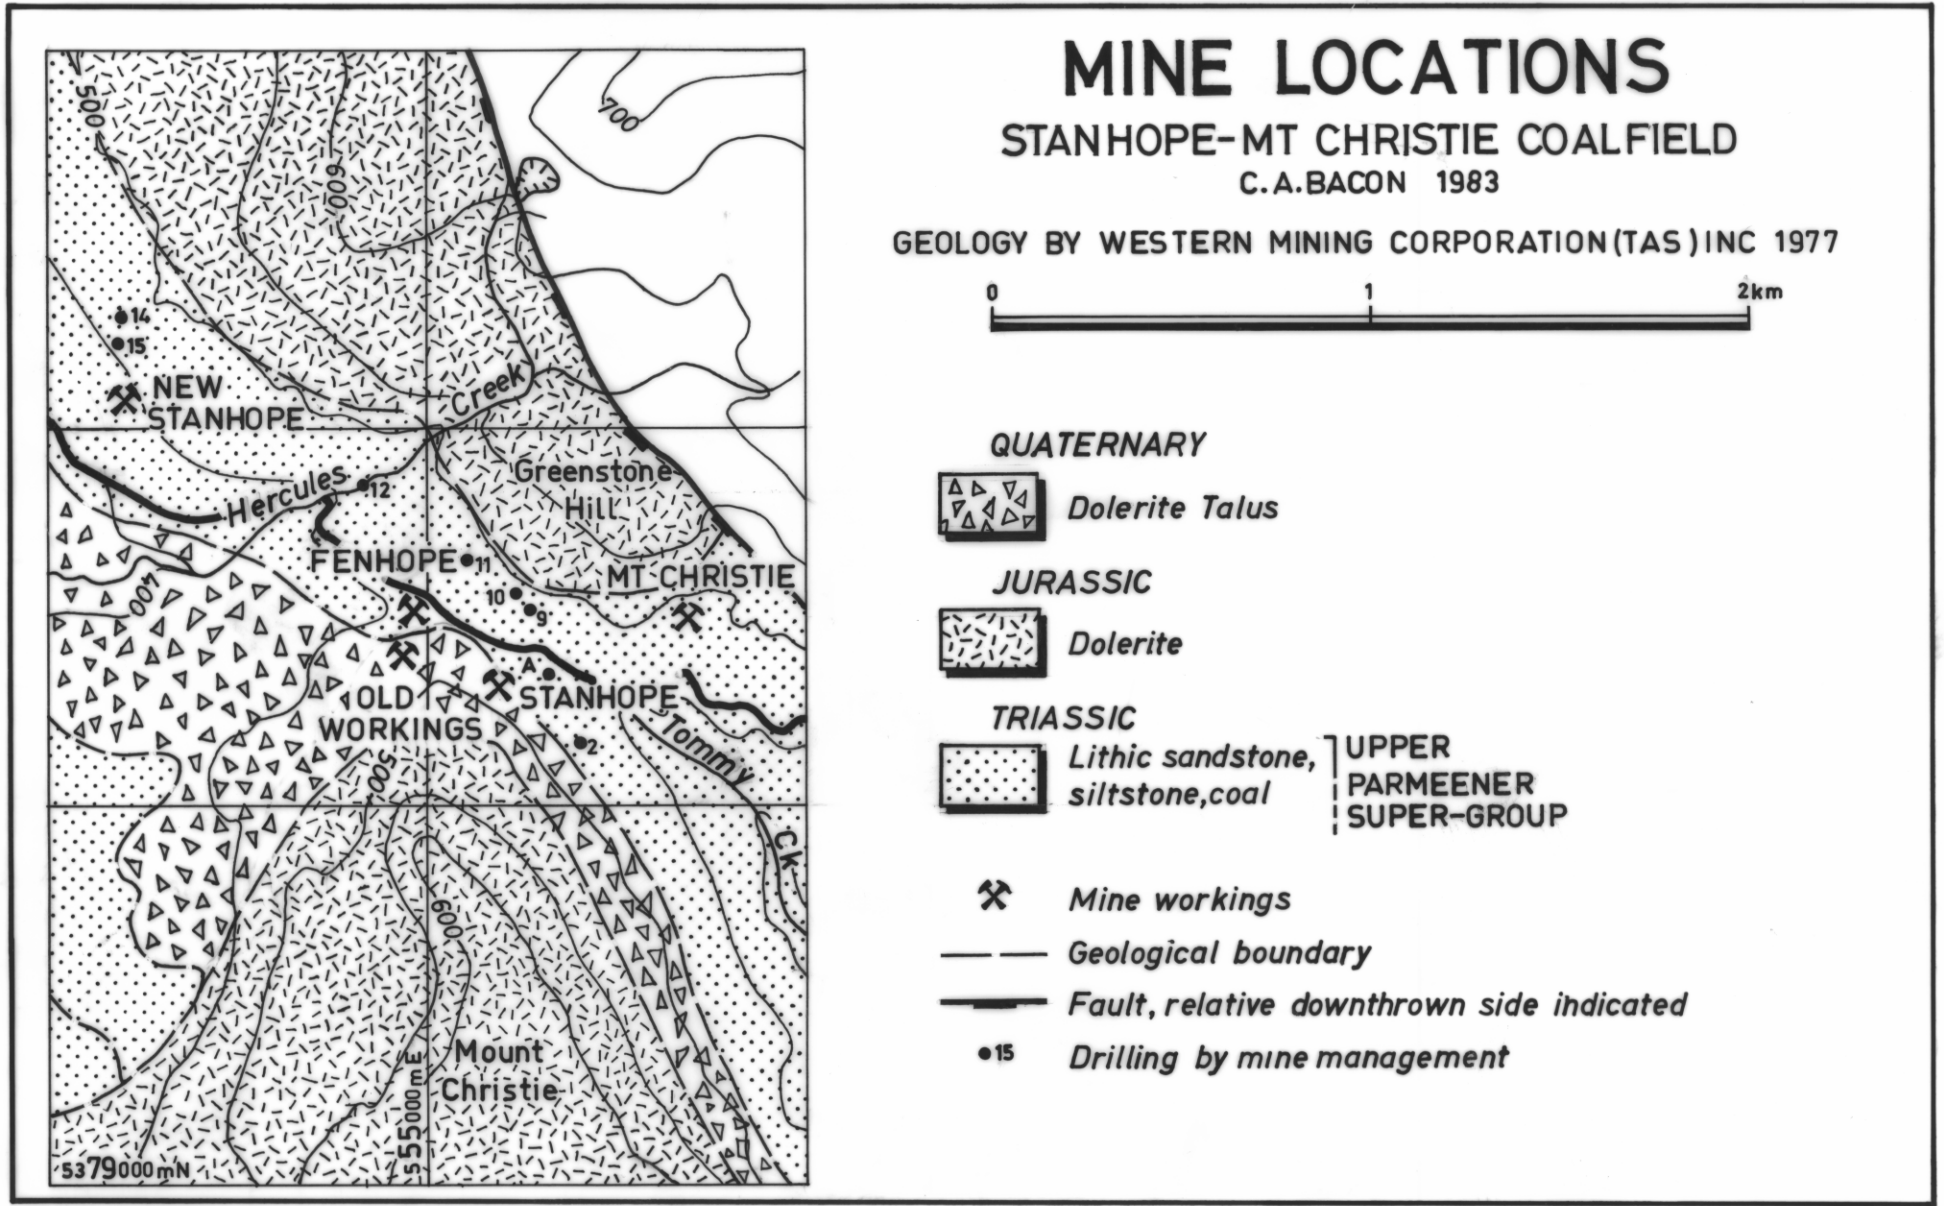 MINE LOCATIONS
STANHOPE-MT CHRISTIE COALFIELD
C.A.BACON 1983
GEOLOGY BY WESTERN MINING CORPORATION (TAS) INC 1977
0 1 2km
QUATERNARY
Dolerite Talus
JURASSIC
Dolerite
TRIASSIC
Lithic sandstone,
siltstone, coal
UPPER
PARMEENER
SUPER-GROUP
Mine workings
Geological boundary
Fault, relative downthrown side indicated
15
Drilling by mine management
500
700
600
14
15
NEW
STANHOPE
Creek
Hercules
12
Greenstone
Hill
FENHOPE
11
MT CHRISTIE
10
9
400
A
OLD
WORKINGS
STANHOPE
2
Tommy
Ck
500
600
Mount
Christie
555000mE
5379000mN